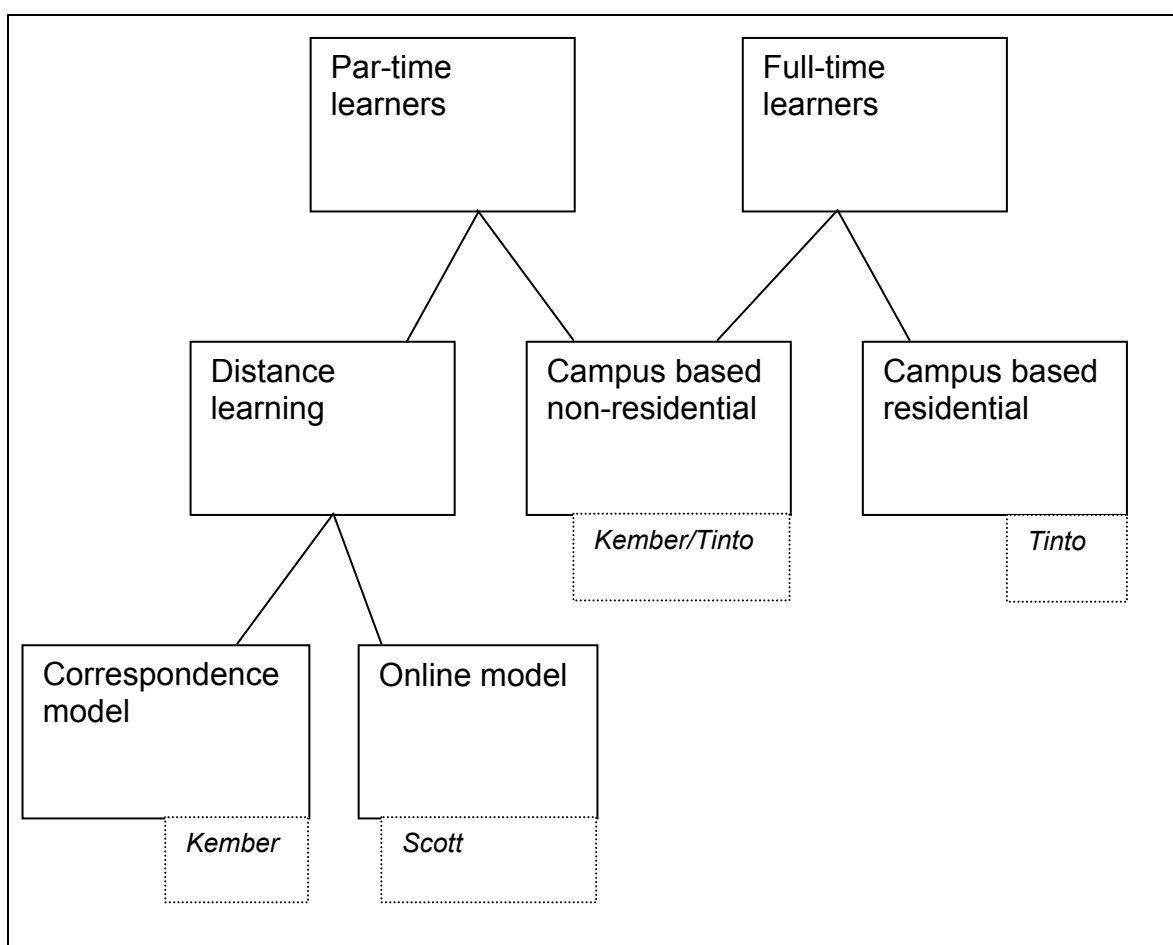 Par-time
learners
Full-time
learners
Distance
learning
Campus based
non-residential
Campus based
residential
Kember/Tinto
Tinto
Correspondence
model
Online model
Kember
Scott